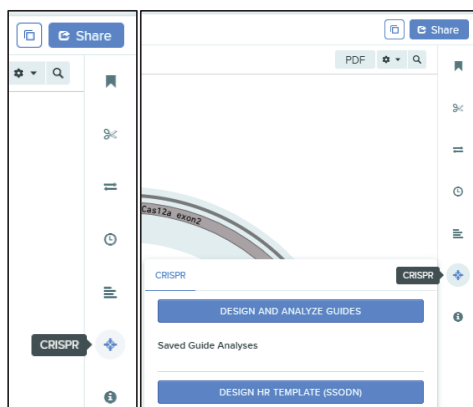 Share
CRISPR
Share
PDF
Cas12a exon2
CRISPR
CRISPR
DESIGN AND ANALYZE GUIDES
Saved Guide Analyses
DESIGN HR TEMPLATE (SSODN)